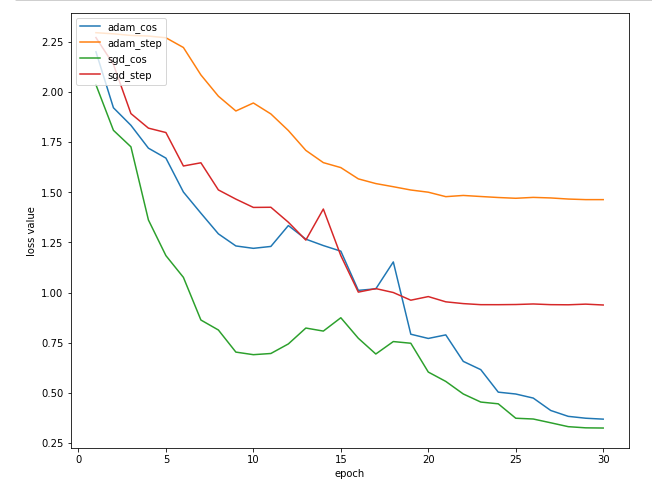 adam_cos
adam_step
sgd_cos
sgd_step
2.25
2.00
1.75
1.50
1.25
1.00
0.75
0.50
0.25
loss value
0 5 10 15 20 25 30
epoch